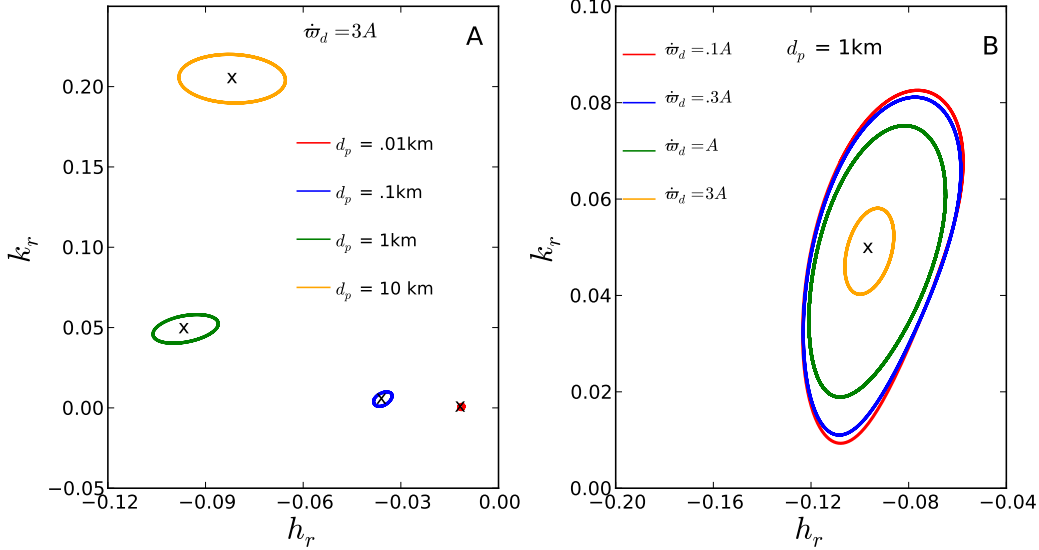 ϖ̇_d = 3A
A
d_p = .01km
d_p = .1km
d_p = 1km
d_p = 10 km
x
x
x
x
0.20
0.15
0.10
0.05
0.00
−0.05
−0.12
−0.09
−0.06
−0.03
0.00
k_r
h_r
ϖ̇_d = .1A
ϖ̇_d = .3A
ϖ̇_d = A
ϖ̇_d = 3A
d_p = 1km
B
x
0.10
0.08
0.06
0.04
0.02
0.00
−0.20
−0.16
−0.12
−0.08
−0.04
k_r
h_r